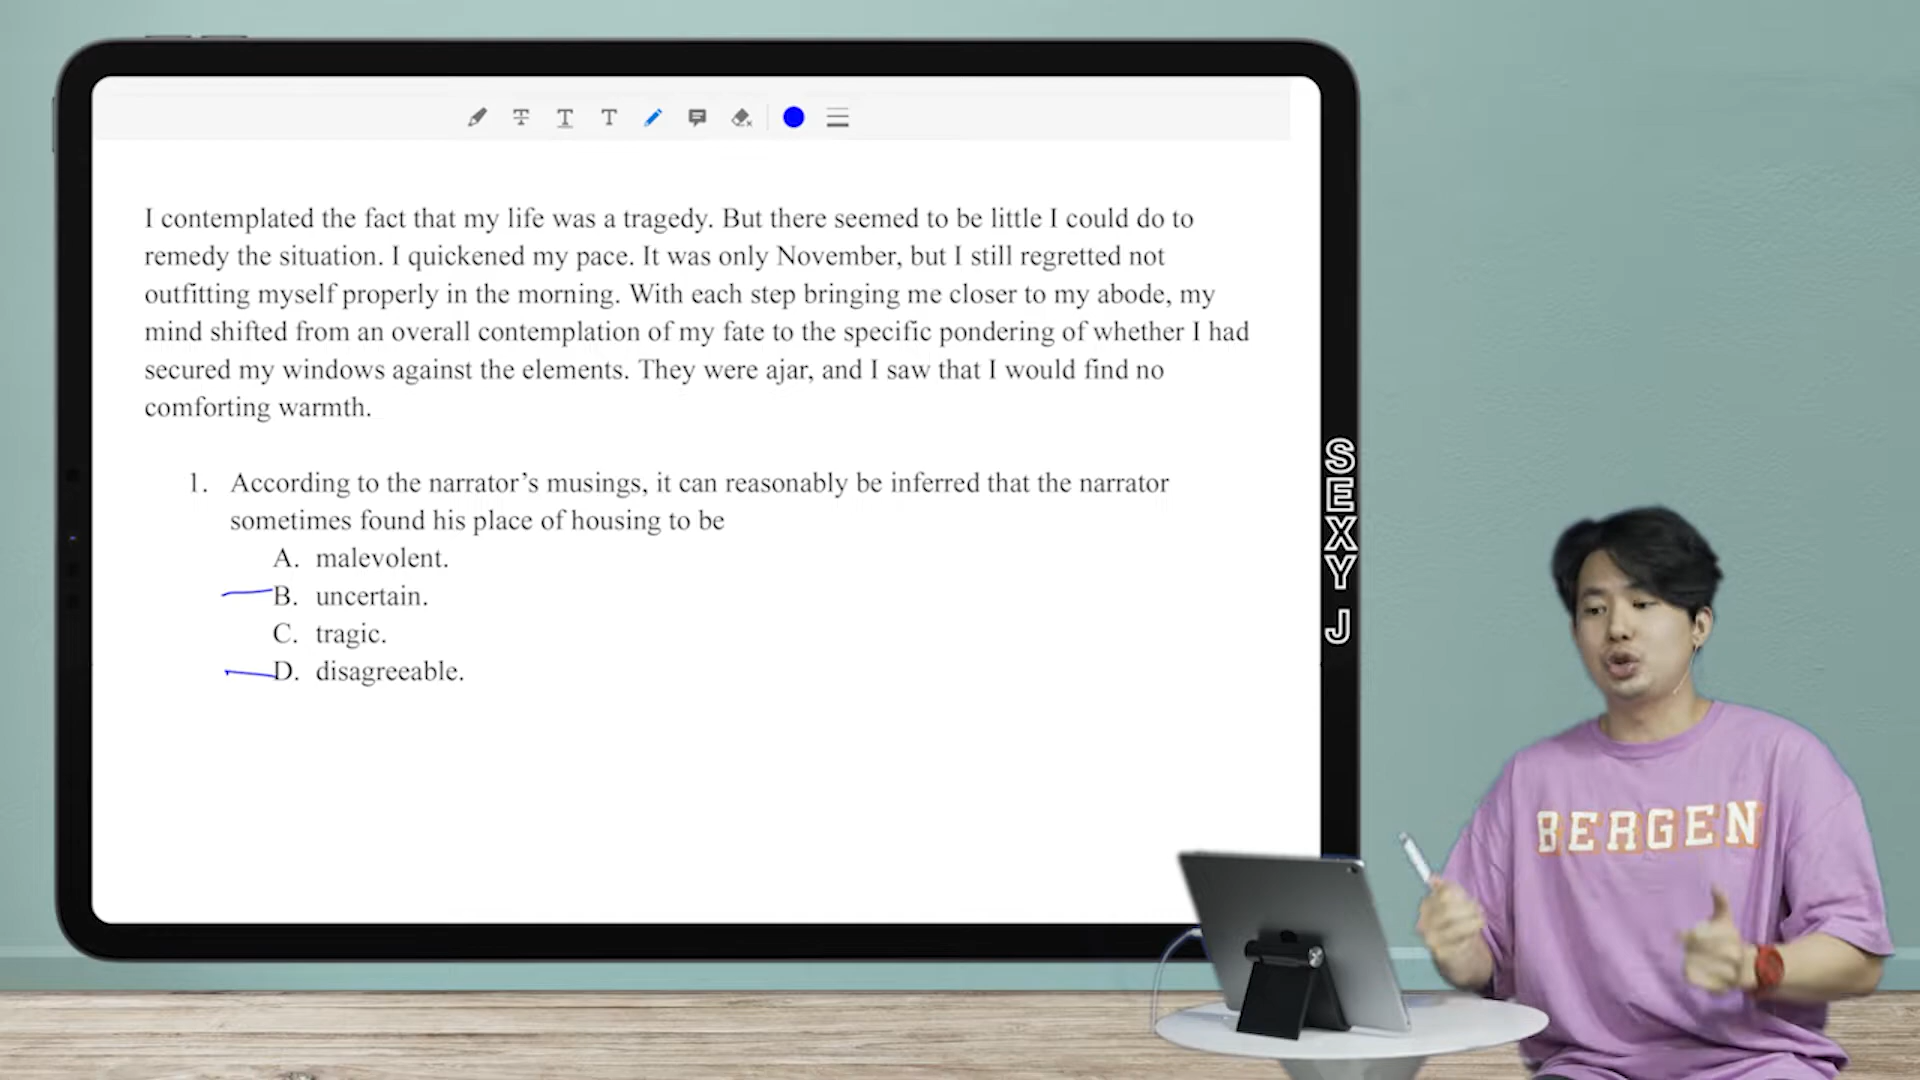 I contemplated the fact that my life was a tragedy. But there seemed to be little I could do to
remedy the situation. I quickened my pace. It was only November, but I still regretted not
outfitting myself properly in the morning. With each step bringing me closer to my abode, my
mind shifted from an overall contemplation of my fate to the specific pondering of whether I had
secured my windows against the elements. They were ajar, and I saw that I would find no
comforting warmth.
1. According to the narrator’s musings, it can reasonably be inferred that the narrator
sometimes found his place of housing to be
A. malevolent.
B. uncertain.
C. tragic.
D. disagreeable.
SEXY J
BERGEN